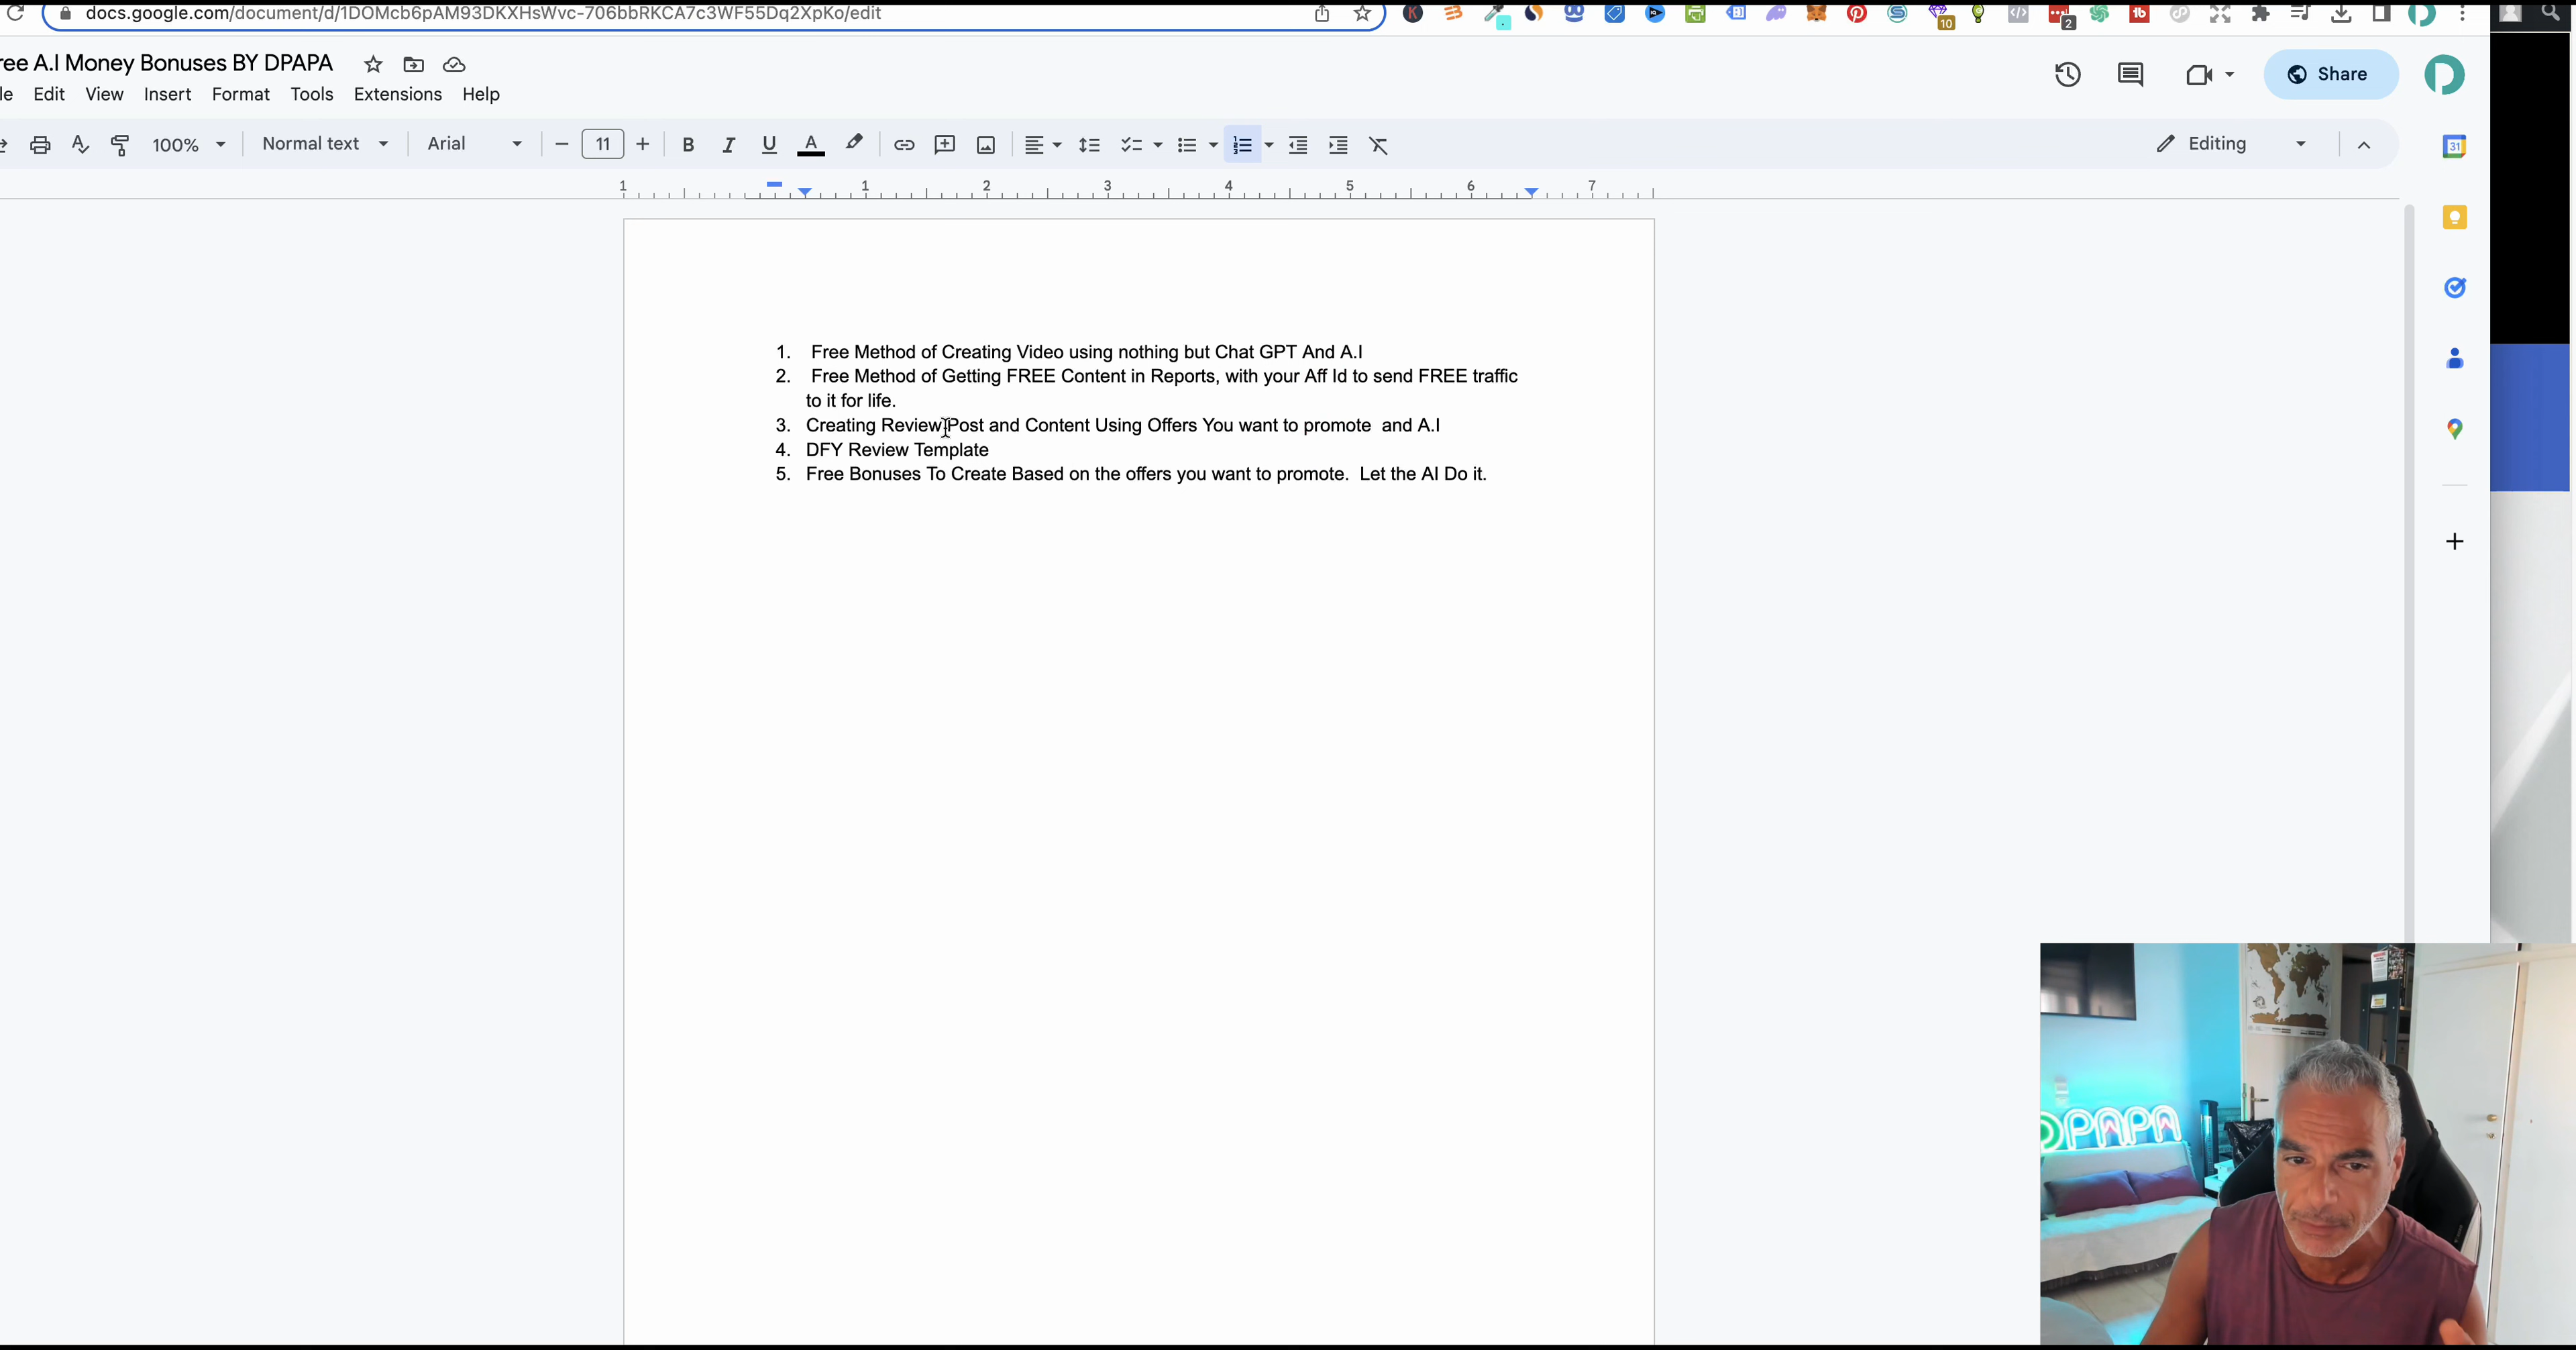 docs.google.com/document/d/1DOMcb6pAM93DKXHsWvc-706bbRKCA7c3WF55Dq2XpKo/edit
10
2
ree A.I Money Bonuses BY DPAPA
Share
le Edit View Insert Format Tools Extensions Help
100% Normal text Arial 11 Editing
31
1 1 2 3 4 5 6 7
1. Free Method of Creating Video using nothing but Chat GPT And A.I
2. Free Method of Getting FREE Content in Reports, with your Aff Id to send FREE traffic
to it for life.
3. Creating Review Post and Content Using Offers You want to promote  and A.I
4. DFY Review Template
5. Free Bonuses To Create Based on the offers you want to promote.  Let the AI Do it.
DPAPA